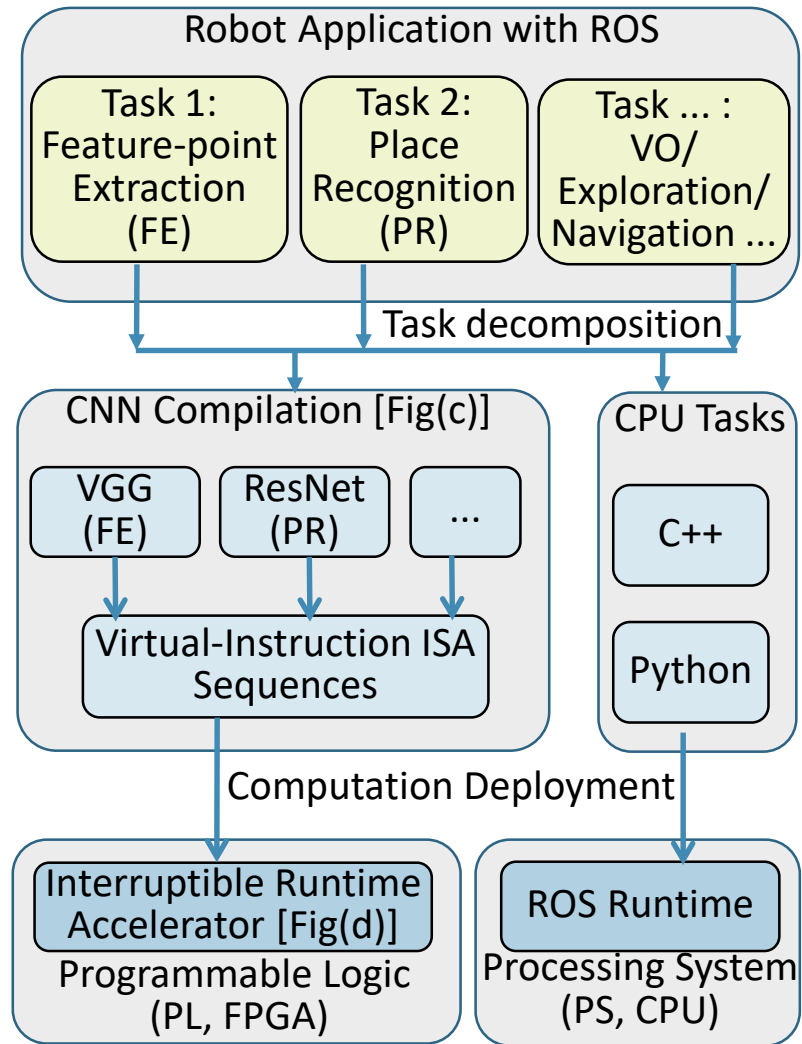 Robot Application with ROS
Task 1:
Feature-point
Extraction
(FE)
Task 2:
Place
Recognition
(PR)
Task ... :
VO/
Exploration/
Navigation ...
Task decomposition
CNN Compilation [Fig(c)]
VGG
(FE)
ResNet
(PR)
...
Virtual-Instruction ISA
Sequences
CPU Tasks
C++
Python
Computation Deployment
Interruptible Runtime
Accelerator [Fig(d)]
Programmable Logic
(PL, FPGA)
ROS Runtime
Processing System
(PS, CPU)